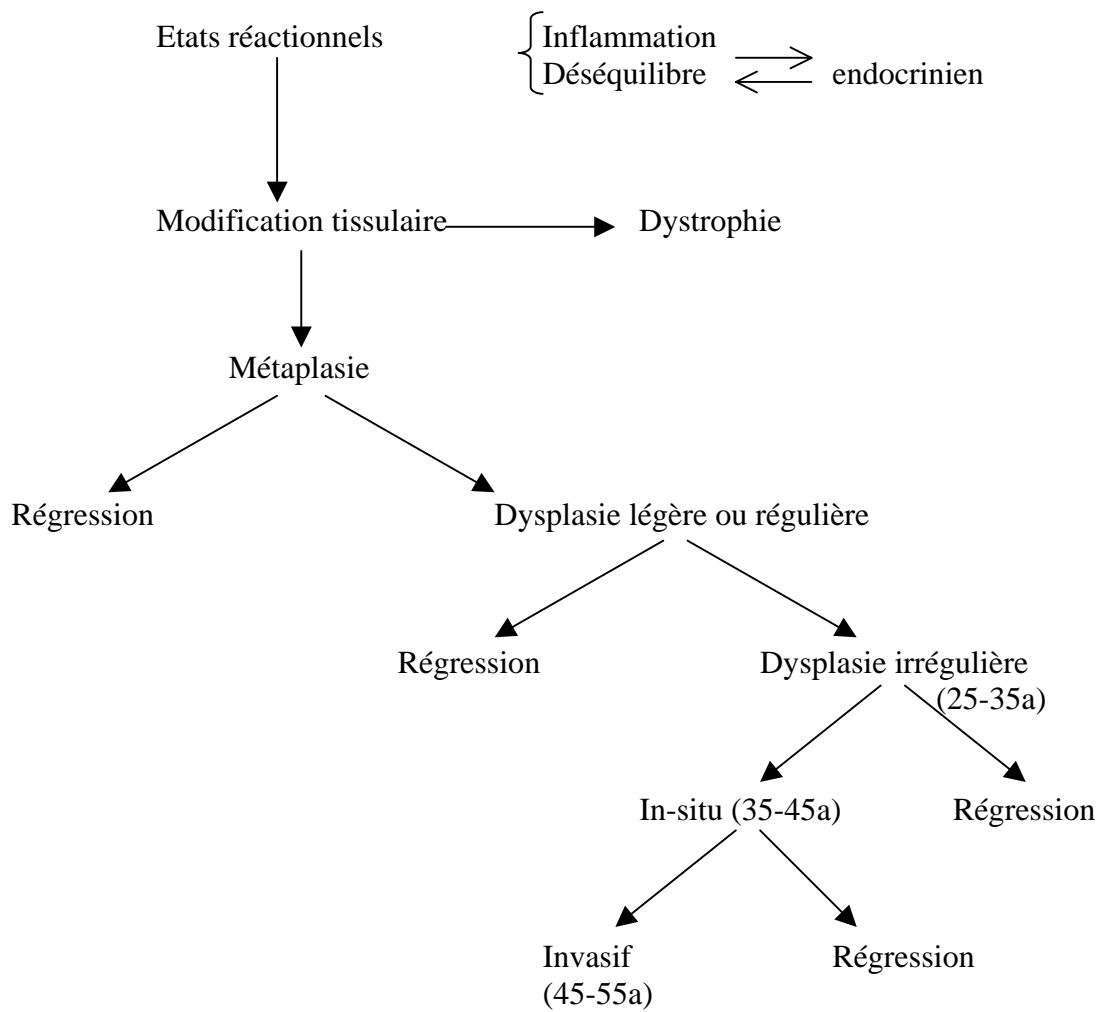 Etats réactionnels
Inflammation
Déséquilibre endocrinien
Modification tissulaire
Dystrophie
Métaplasie
Régression
Dysplasie légère ou régulière
Régression
Dysplasie irrégulière
(25-35a)
In-situ (35-45a)
Régression
Invasif
(45-55a)
Régression